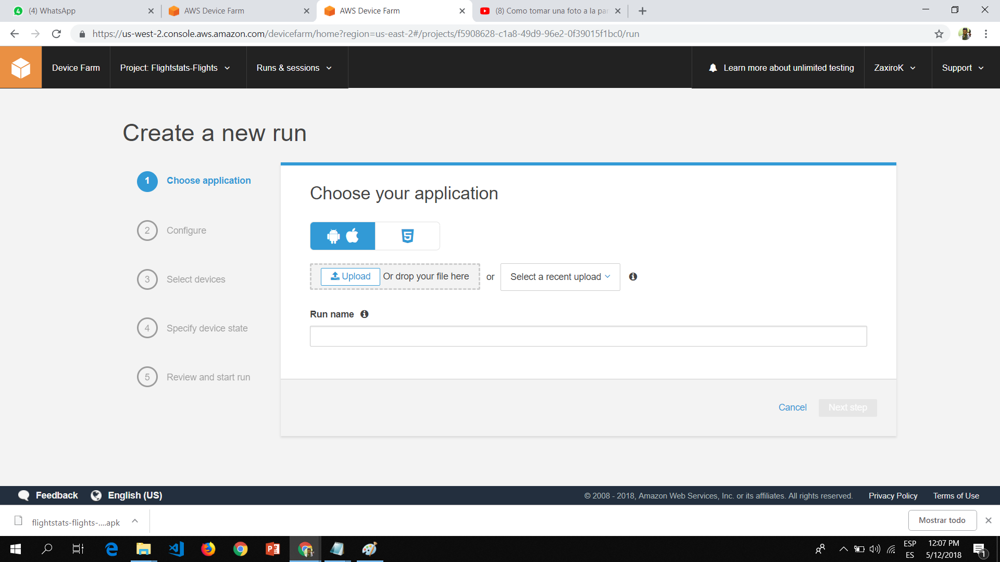 (4) WhatsApp
AWS Device Farm
AWS Device Farm
(8) Como tomar una foto a la pan
https://us-west-2.console.aws.amazon.com/devicefarm/home?region=us-east-2#/projects/f5908628-c1a8-49d9-96e2-0f39015f1bc0/run
Device Farm
Project: Flightstats-Flights
Runs & sessions
Learn more about unlimited testing
ZaxiroK
Support
Create a new run
1 Choose application
2 Configure
3 Select devices
4 Specify device state
5 Review and start run
Choose your application
Upload Or drop your file here or Select a recent upload
Run name
Cancel Next step
Feedback English (US)
© 2008 - 2018, Amazon Web Services, Inc. or its affiliates. All rights reserved. Privacy Policy Terms of Use
flightstats-flights-....apk
Mostrar todo
ESP
ES
12:07 PM
5/12/2018
1